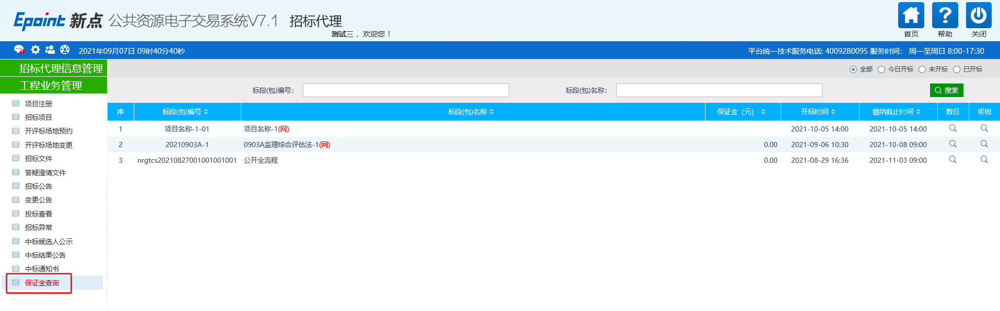 Epoint 新点 公共资源电子交易系统V7.1 招标代理
测试三 ，欢迎您！
首页 帮助 关闭
2021年09月07日 09时40分40秒
平台统一技术服务电话: 4009280095 服务时间： 周一至周日 8:00-17:30
招标代理信息管理
工程业务管理
项目注册
招标项目
开评标场地预约
开评标场地变更
招标文件
答疑澄清文件
招标公告
变更公告
投标查看
招标异常
中标候选人公示
中标结果公告
中标通知书
保证金查询
全部 今日开标 未开标 已开标
标段(包)编号： 标段(包)名称： 搜索
序 标段(包)编号 标段(包)名称 保证金（元） 开标时间 缴纳截止时间 数目 明细
1 项目名称-1-01 项目名称-1(网) 2021-10-05 14:00 2021-10-05 14:00
2 20210903A-1 0903A监理综合评估法-1(网) 0.00 2021-09-06 10:30 2021-10-08 09:00
3 nrgtcs20210827001001001001 公开全流程 0.00 2021-08-29 16:36 2021-11-03 09:00